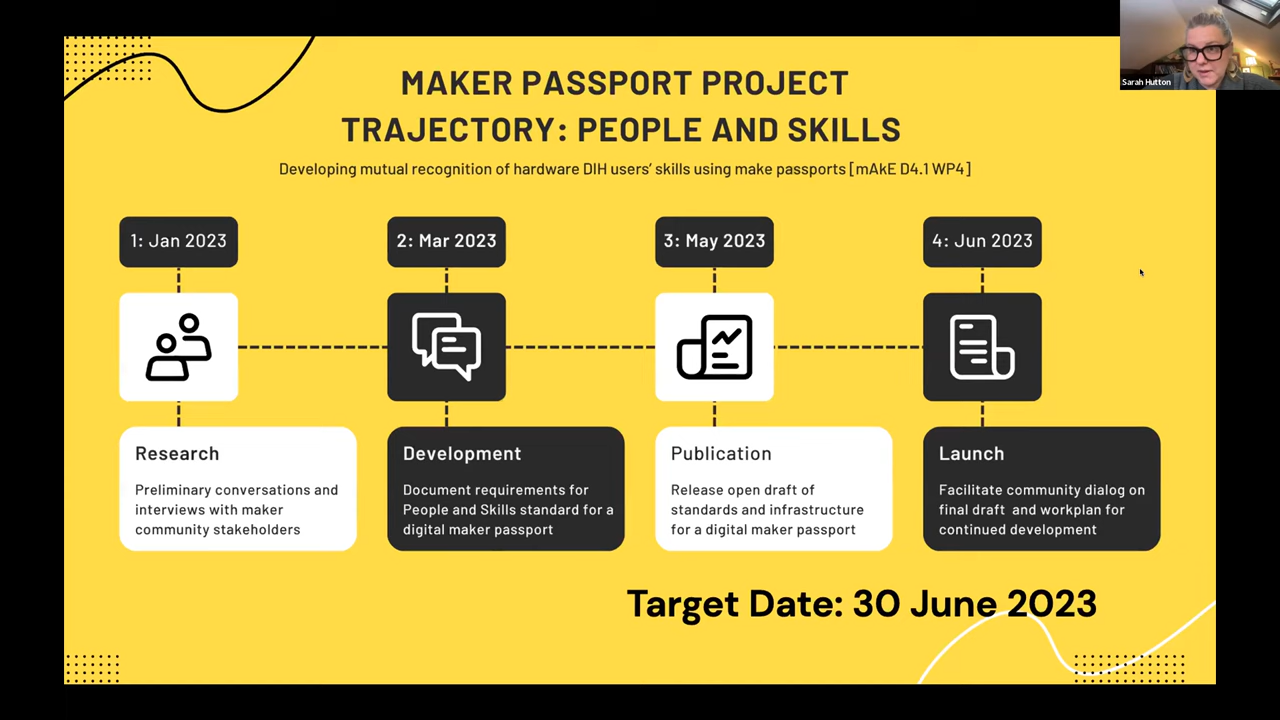 Sarah Hutton
MAKER PASSPORT PROJECT
TRAJECTORY: PEOPLE AND SKILLS
Developing mutual recognition of hardware DIH users’ skills using make passports [mAkE D4.1 WP4]
1: Jan 2023
2: Mar 2023
3: May 2023
4: Jun 2023
Research
Preliminary conversations and
interviews with maker
community stakeholders
Development
Document requirements for
People and Skills standard for a
digital maker passport
Publication
Release open draft of
standards and infrastructure
for a digital maker passport
Launch
Facilitate community dialog on
final draft and workplan for
continued development
Target Date: 30 June 2023